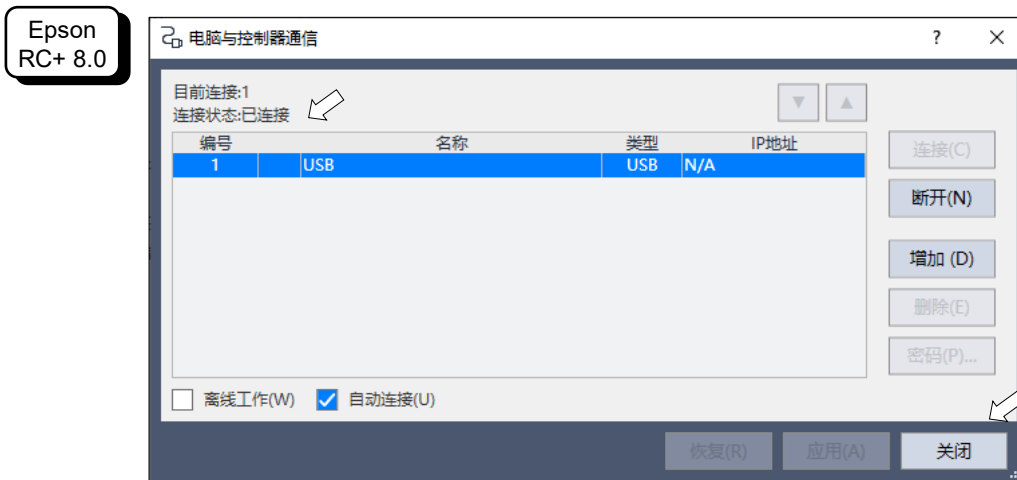 Epson
RC+ 8.0
电脑与控制器通信
?
目前连接:1
连接状态:已连接
▼ ▲
编号 名称 类型 IP地址
1 USB USB N/A
连接(C)
断开(N)
增加 (D)
删除(E)
密码(P)...
离线工作(W) 自动连接(U)
恢复(R) 应用(A) 关闭